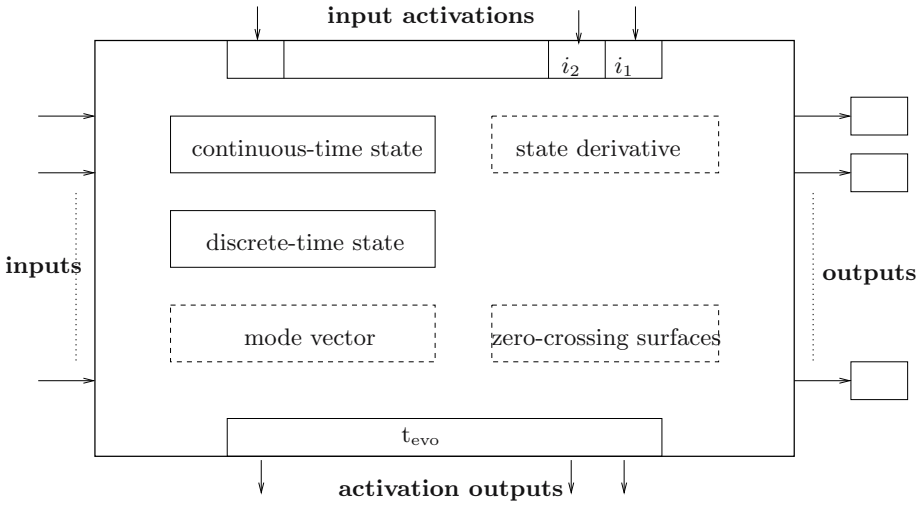 input activations
i₂ i₁
continuous-time state
state derivative
discrete-time state
inputs
outputs
mode vector
zero-crossing surfaces
t_evo
activation outputs